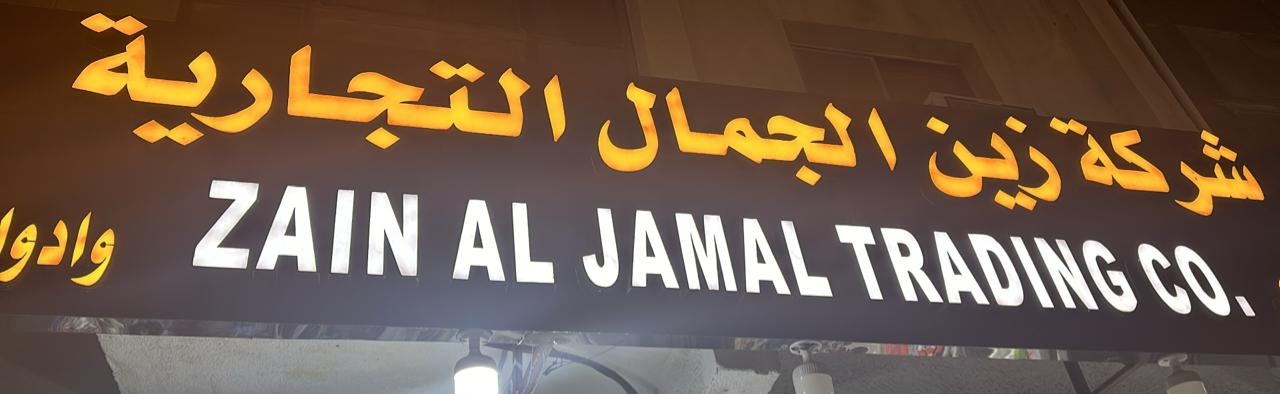 شركة زين الجمال التجارية
ZAIN AL JAMAL TRADING CO.